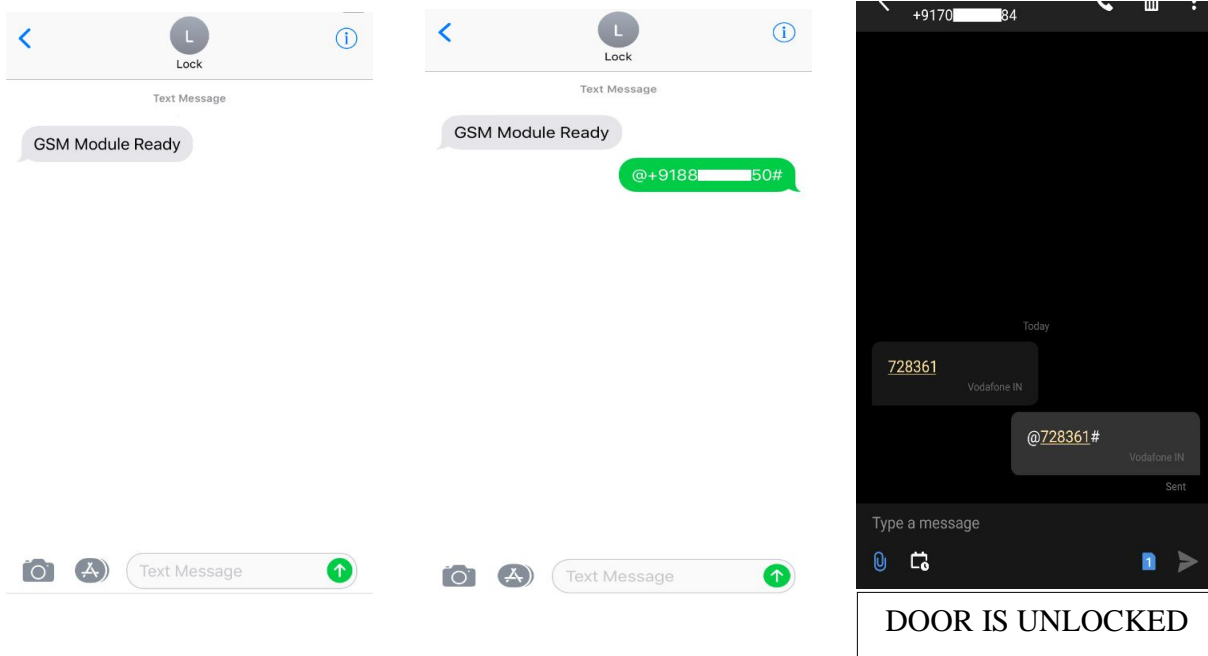 L
Lock
Text Message
GSM Module Ready
Text Message
L
Lock
Text Message
GSM Module Ready
@+9188 50#
Text Message
+9170 84
Today
728361
Vodafone IN
@728361#
Vodafone IN
Sent
Type a message
1
DOOR IS UNLOCKED